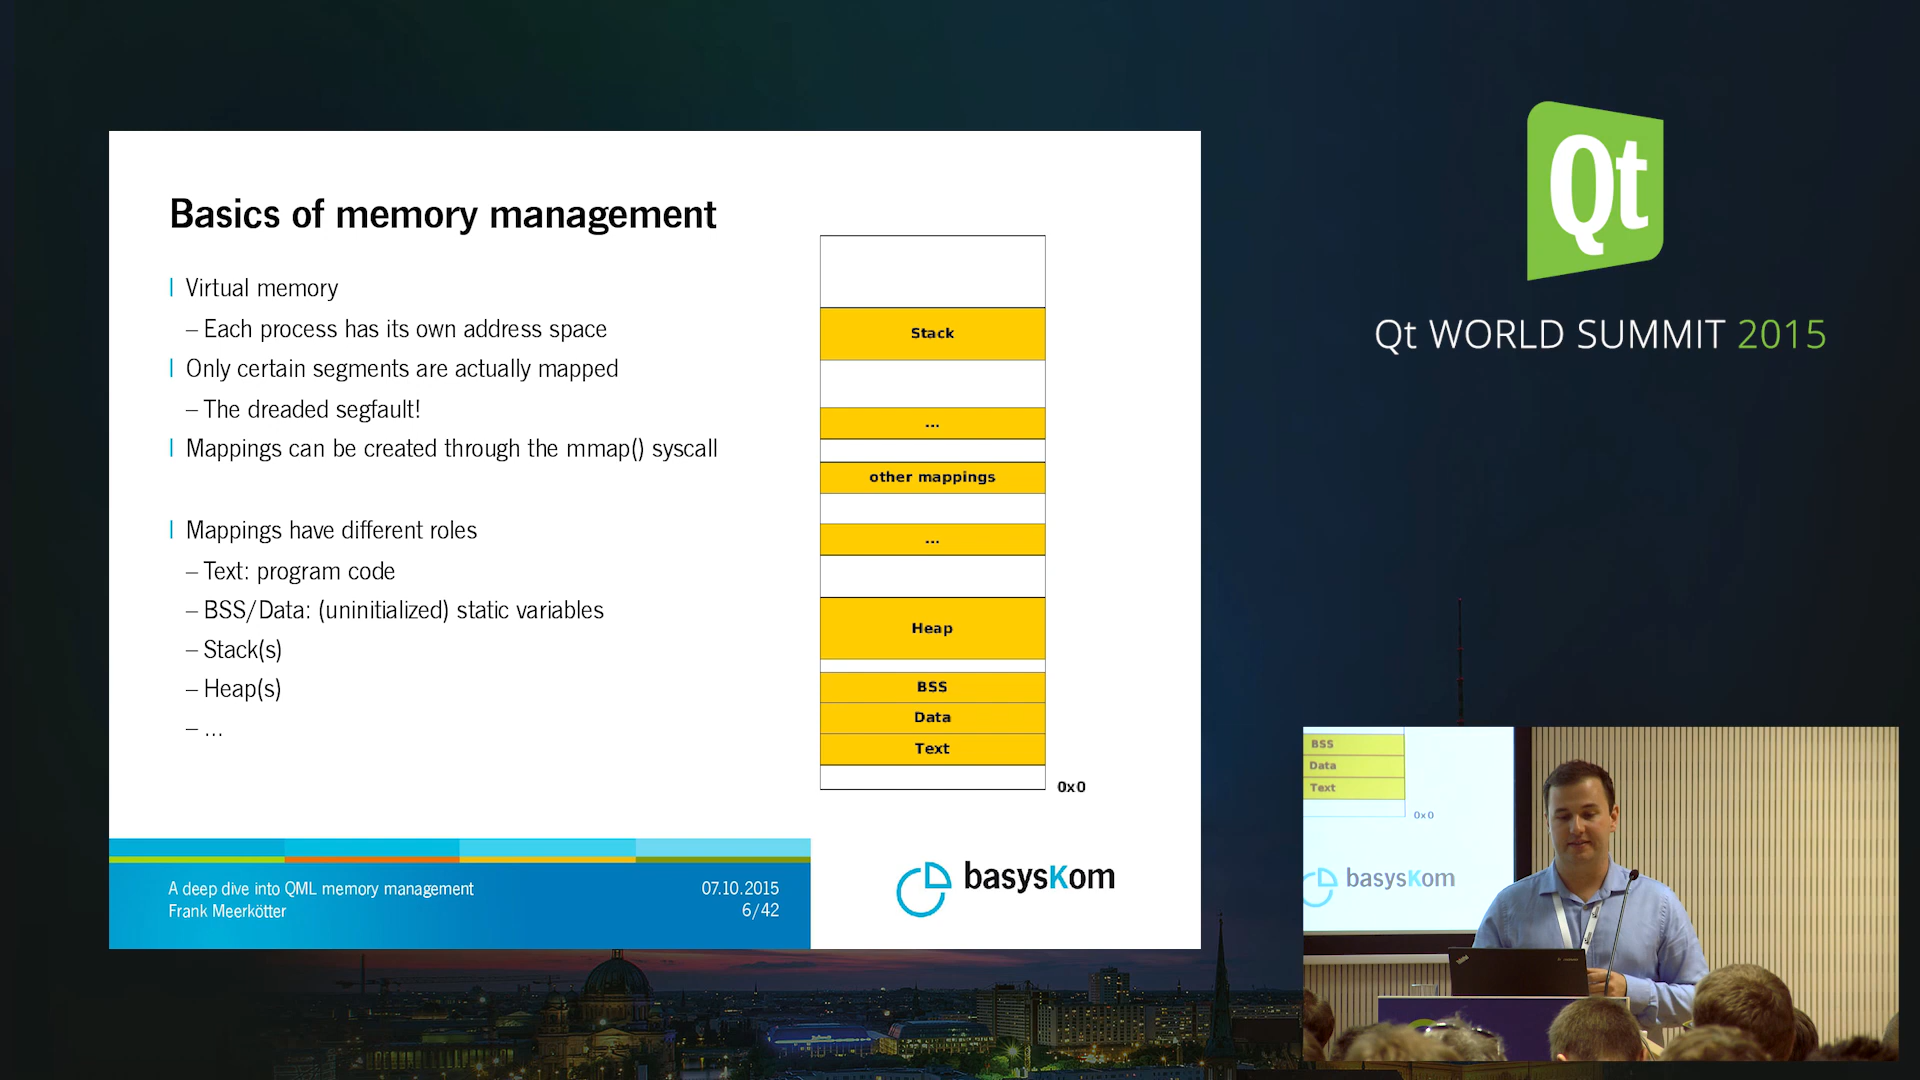 Basics of memory management
Virtual memory
– Each process has its own address space
Only certain segments are actually mapped
– The dreaded segfault!
Mappings can be created through the mmap() syscall
Mappings have different roles
– Text: program code
– BSS/Data: (uninitialized) static variables
– Stack(s)
– Heap(s)
– ...
Stack
...
other mappings
...
Heap
BSS
Data
Text
0x0
A deep dive into QML memory management
Frank Meerkötter
07.10.2015
6/42
basysKom
Qt
Qt WORLD SUMMIT 2015
BSS
Data
Text
0x0
basysKom